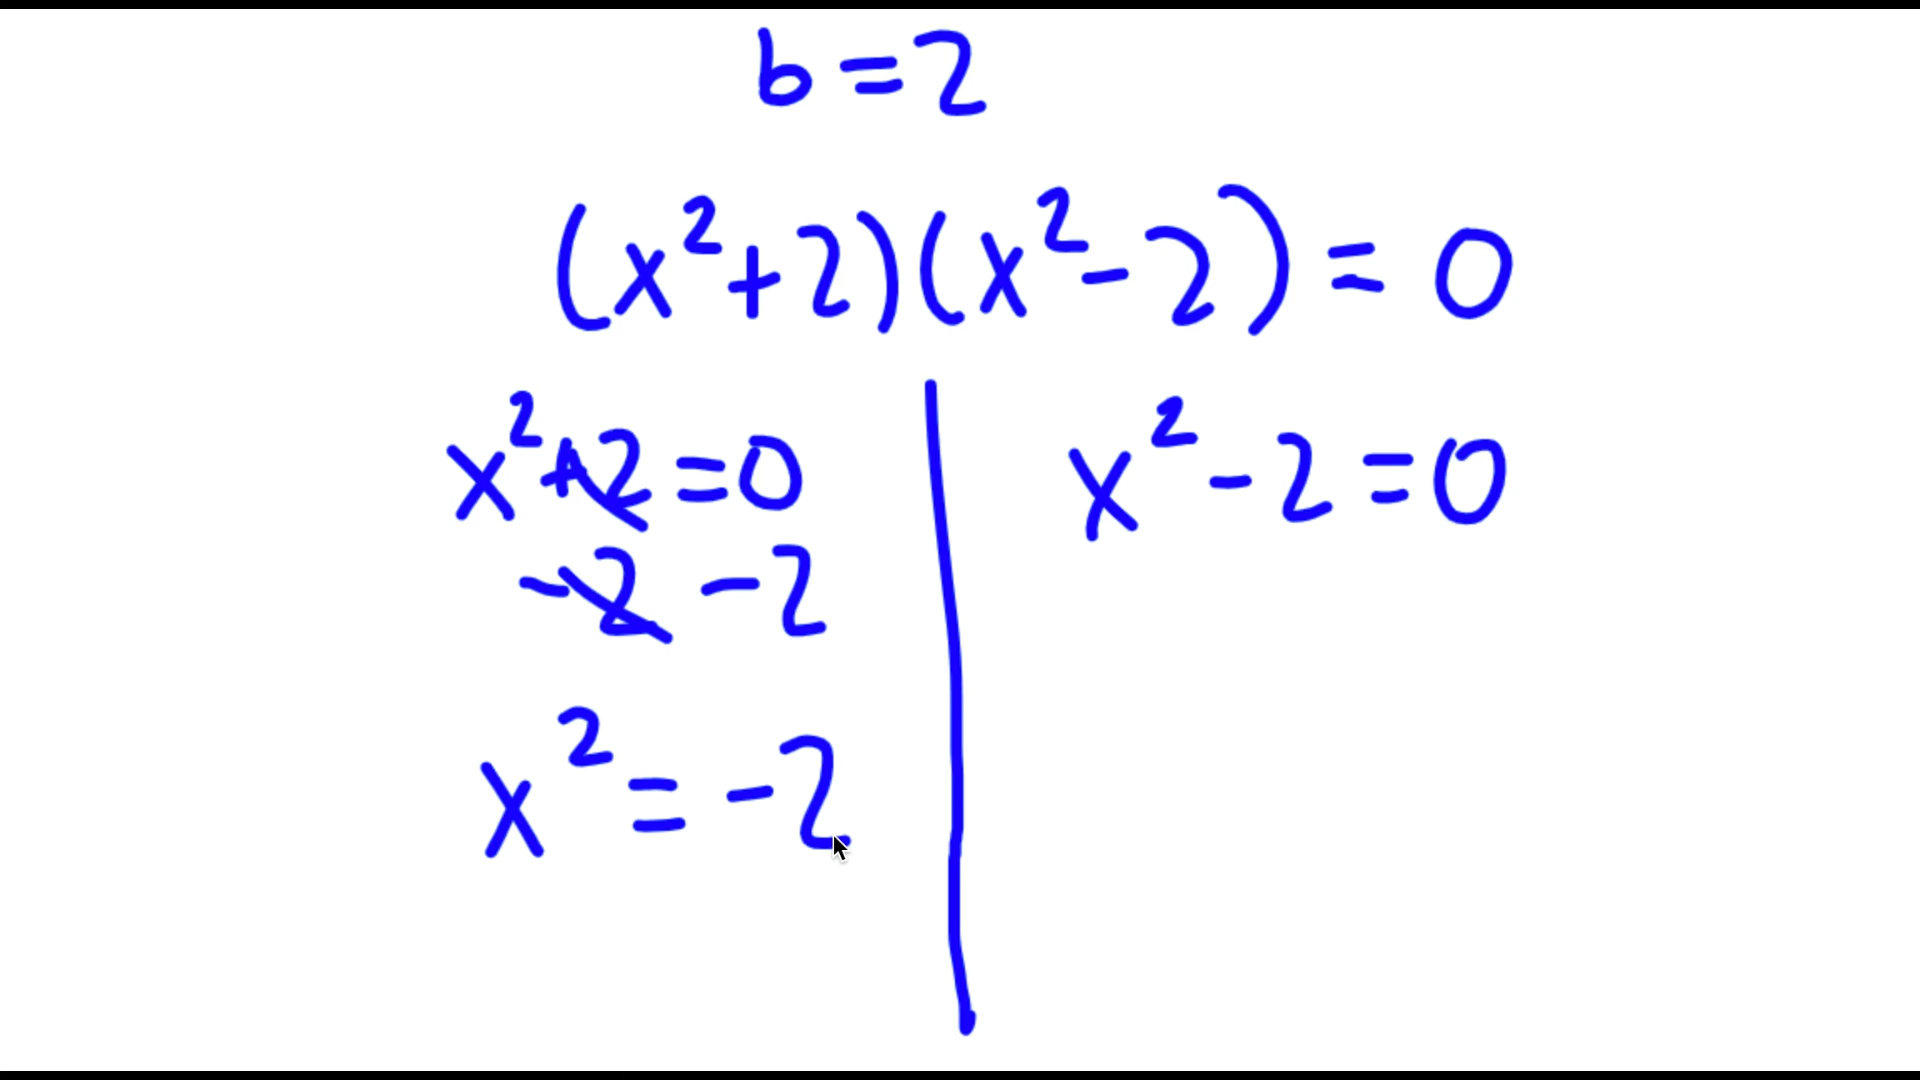 b = 2
(x²+2)(x²-2) = 0
x²+2 = 0
-2 -2
x² = -2
x²-2 = 0